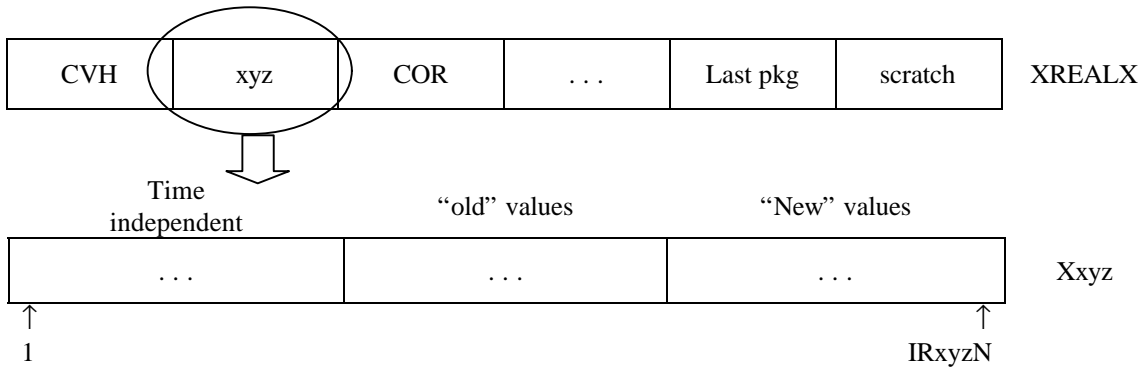 CVH xyz COR . . . Last pkg scratch XREALX
Time
independent
“old” values “New” values
. . . . . . . . . Xxyz
↑ ↑
1 IRxyzN